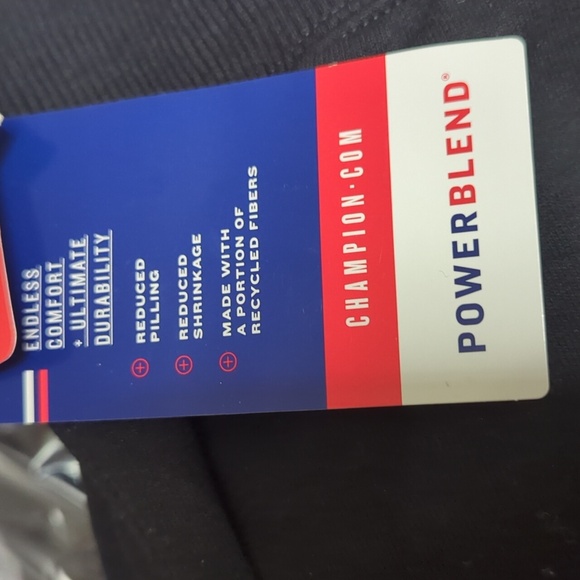 ENDLESS
COMFORT
+ ULTIMATE
DURABILITY
REDUCED
PILLING
REDUCED
SHRINKAGE
MADE WITH
A PORTION OF
RECYCLED FIBERS
CHAMPION.COM
POWERBLEND®